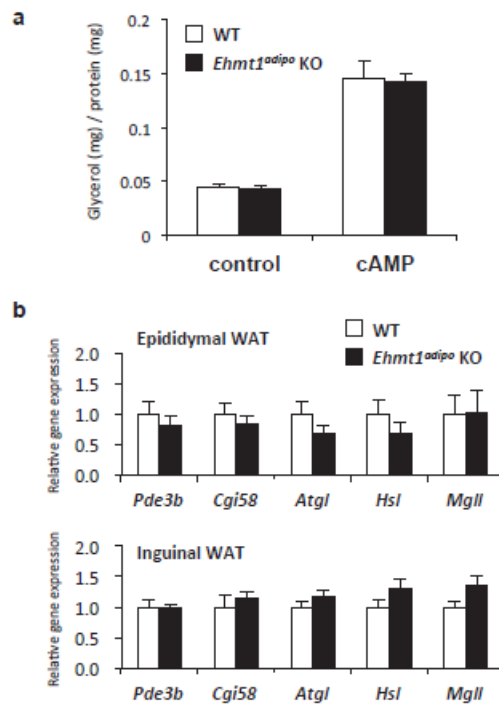 a
WT
Ehmt1adipo KO
Glycerol (mg) / protein (mg)
0.2
0.15
0.1
0.05
0
control
cAMP
b
WT
Epididymal WAT
Ehmt1adipo KO
Relative gene expression
2.0
1.5
1.0
0.5
0.0
Pde3b Cgi58 Atgl Hsl Mgll
Inguinal WAT
Relative gene expression
2.0
1.5
1.0
0.5
0.0
Pde3b Cgi58 Atgl Hsl Mgll